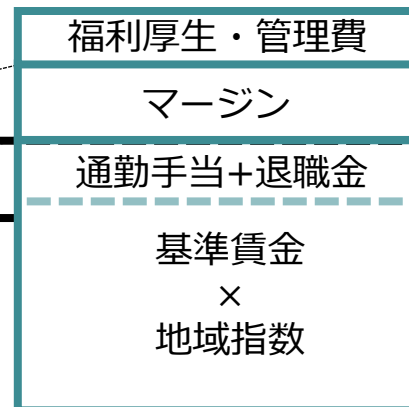 福利厚生・管理費
マージン
通勤手当+退職金
基準賃金
×
地域指数